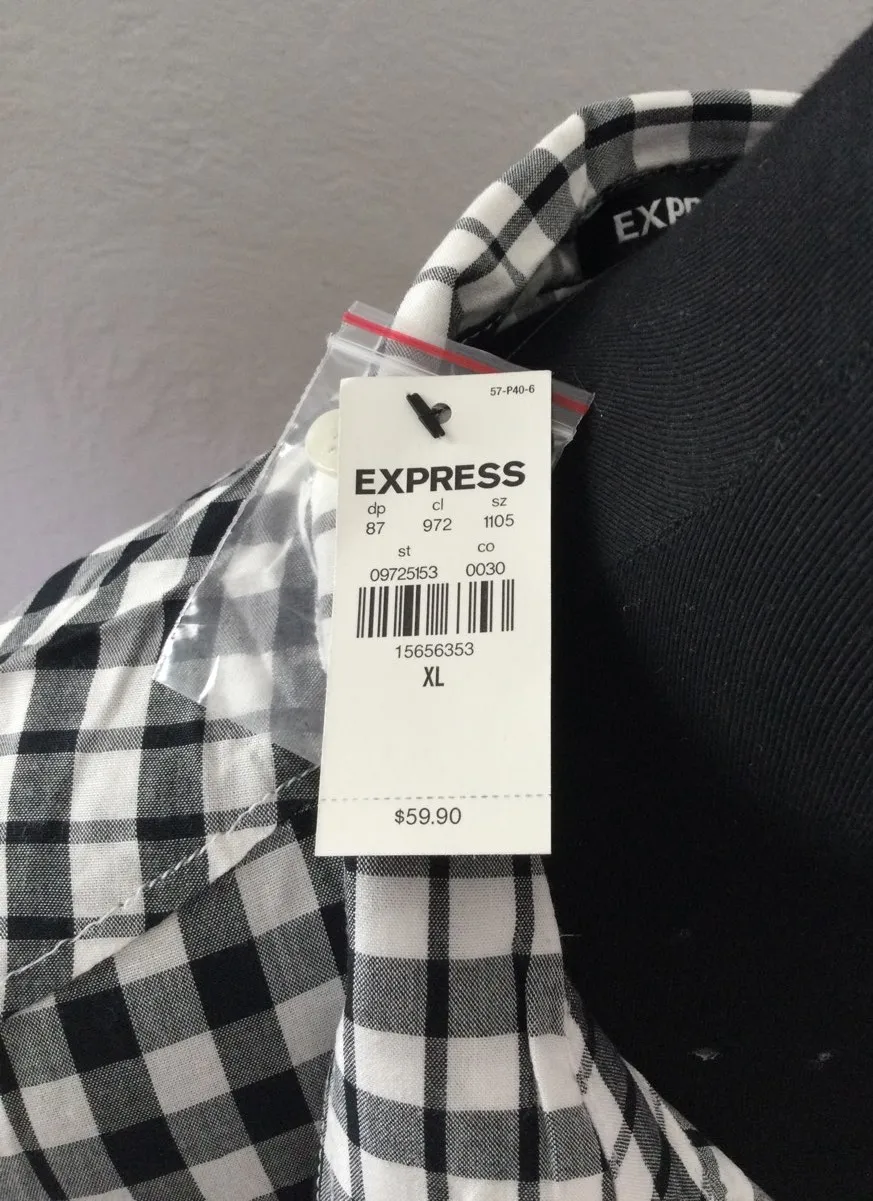 EXPR
57-P40-6
EXPRESS
dp cl sz
87 972 1105
st co
09725153 0030
15656353
XL
$59.90